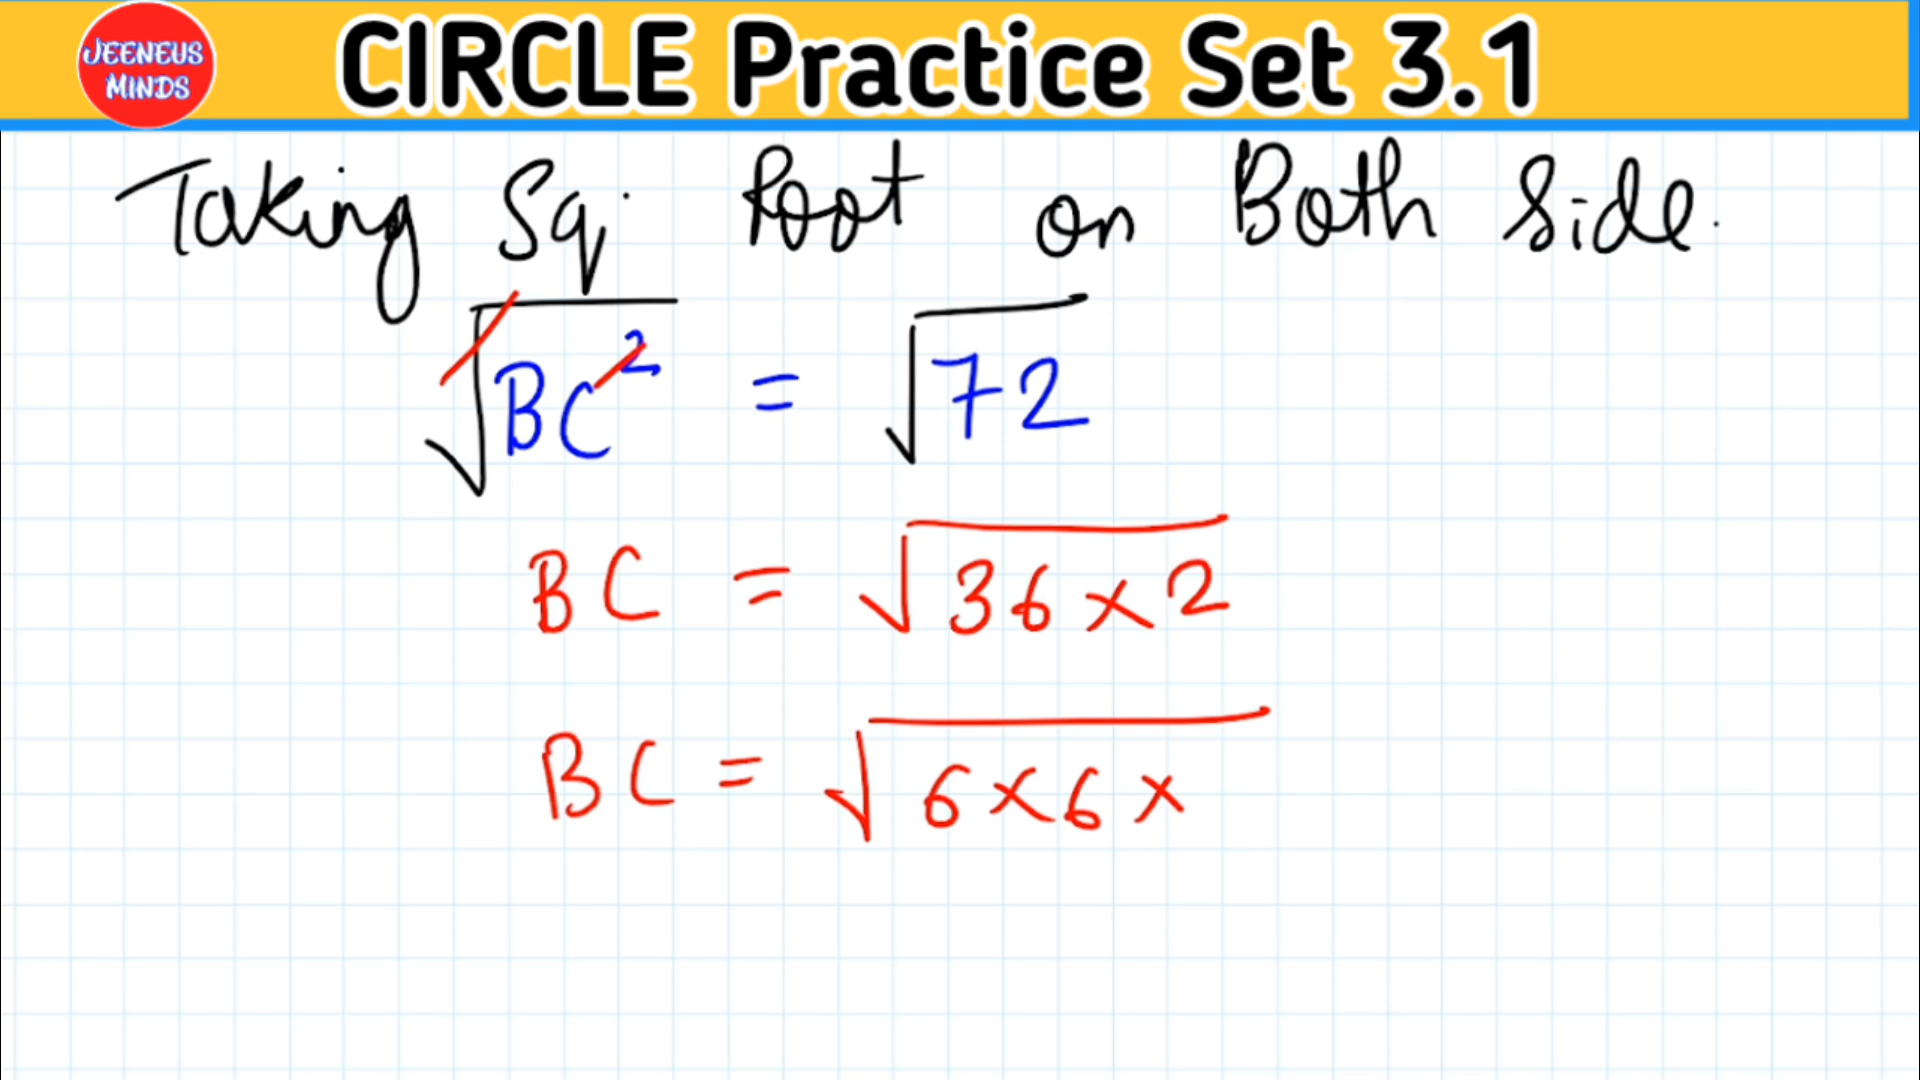 JEENEUS
MINDS
CIRCLE Practice Set 3.1
Taking Sq. Root on Both Side.
√BC² = √72
BC = √36×2
BC = √6×6×